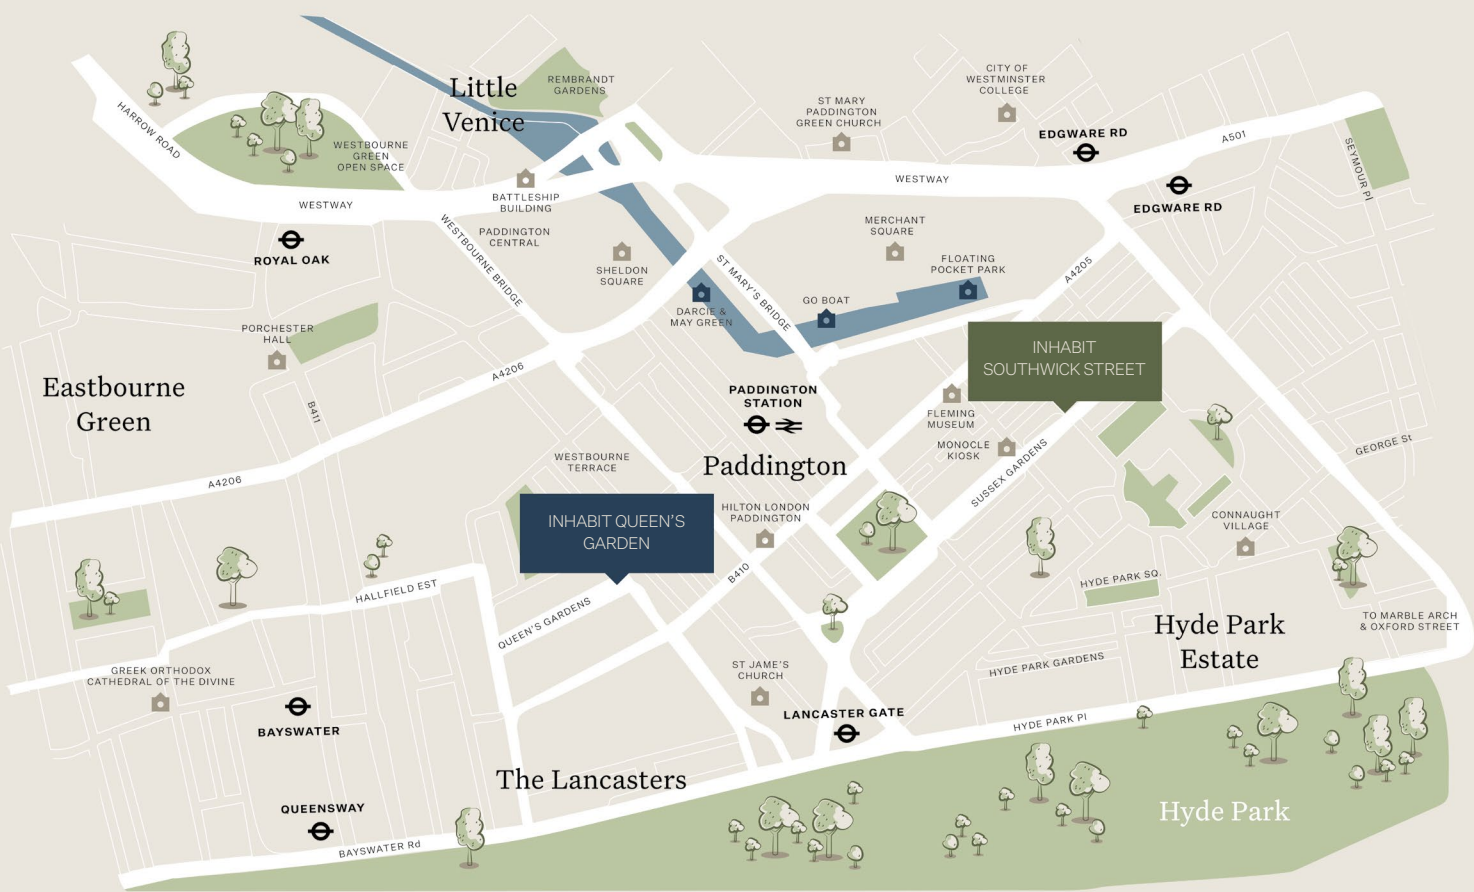 Little
Venice
REMBRANDT
GARDENS
CITY OF
WESTMINSTER
COLLEGE
ST MARY
PADDINGTON
GREEN CHURCH
EDGWARE RD
A501
SEYMOUR Pl
HARROW ROAD
WESTBOURNE
GREEN
OPEN SPACE
WESTWAY
BATTLESHIP
BUILDING
WESTWAY
EDGWARE RD
ROYAL OAK
WESTBOURNE BRIDGE
PADDINGTON
CENTRAL
SHELDON
SQUARE
MERCHANT
SQUARE
FLOATING
POCKET PARK
A4205
ST MARY'S BRIDGE
DARCIE &
MAY GREEN
GO BOAT
PORCHESTER
HALL
INHABIT
SOUTHWICK STREET
Eastbourne
Green
B411
A4206
PADDINGTON
STATION
FLEMING
MUSEUM
MONOCLE
KIOSK
SUSSEX GARDENS
GEORGE St
A4206
WESTBOURNE
TERRACE
Paddington
INHABIT QUEEN'S
GARDEN
HILTON LONDON
PADDINGTON
CONNAUGHT
VILLAGE
B410
HALLFIELD EST
QUEEN'S GARDENS
HYDE PARK SQ.
TO MARBLE ARCH
& OXFORD STREET
Hyde Park
Estate
GREEK ORTHODOX
CATHEDRAL OF THE DIVINE
ST JAME'S
CHURCH
HYDE PARK GARDENS
BAYSWATER
LANCASTER GATE
HYDE PARK Pl
The Lancasters
QUEENSWAY
Hyde Park
BAYSWATER Rd